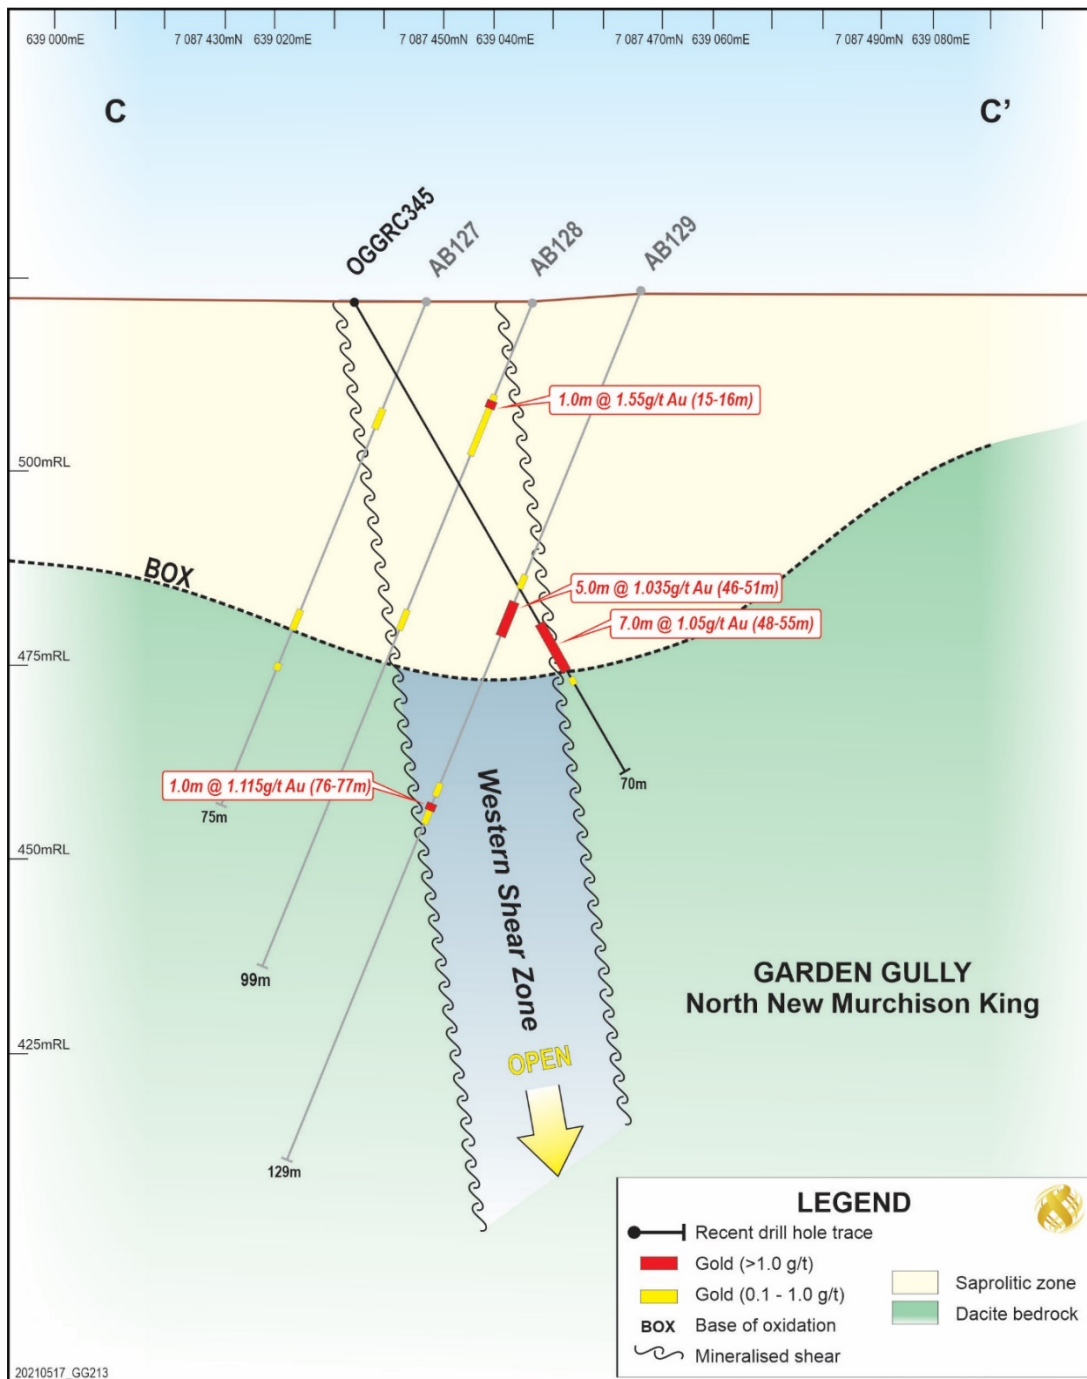 639 000mE
7 087 430mN 639 020mE
7 087 450mN 639 040mE
7 087 470mN 639 060mE
7 087 490mN 639 080mE
C
C'
OGGRC345
AB127
AB128
AB129
1.0m @ 1.55g/t Au (15-16m)
500mRL
BOX
5.0m @ 1.035g/t Au (46-51m)
7.0m @ 1.05g/t Au (48-55m)
475mRL
1.0m @ 1.115g/t Au (76-77m)
70m
75m
450mRL
Western Shear Zone
99m
GARDEN GULLY
North New Murchison King
425mRL
OPEN
129m
LEGEND
Recent drill hole trace
Gold (>1.0 g/t)
Gold (0.1 - 1.0 g/t)
BOX Base of oxidation
Mineralised shear
Saprolitic zone
Dacite bedrock
20210517_GG213